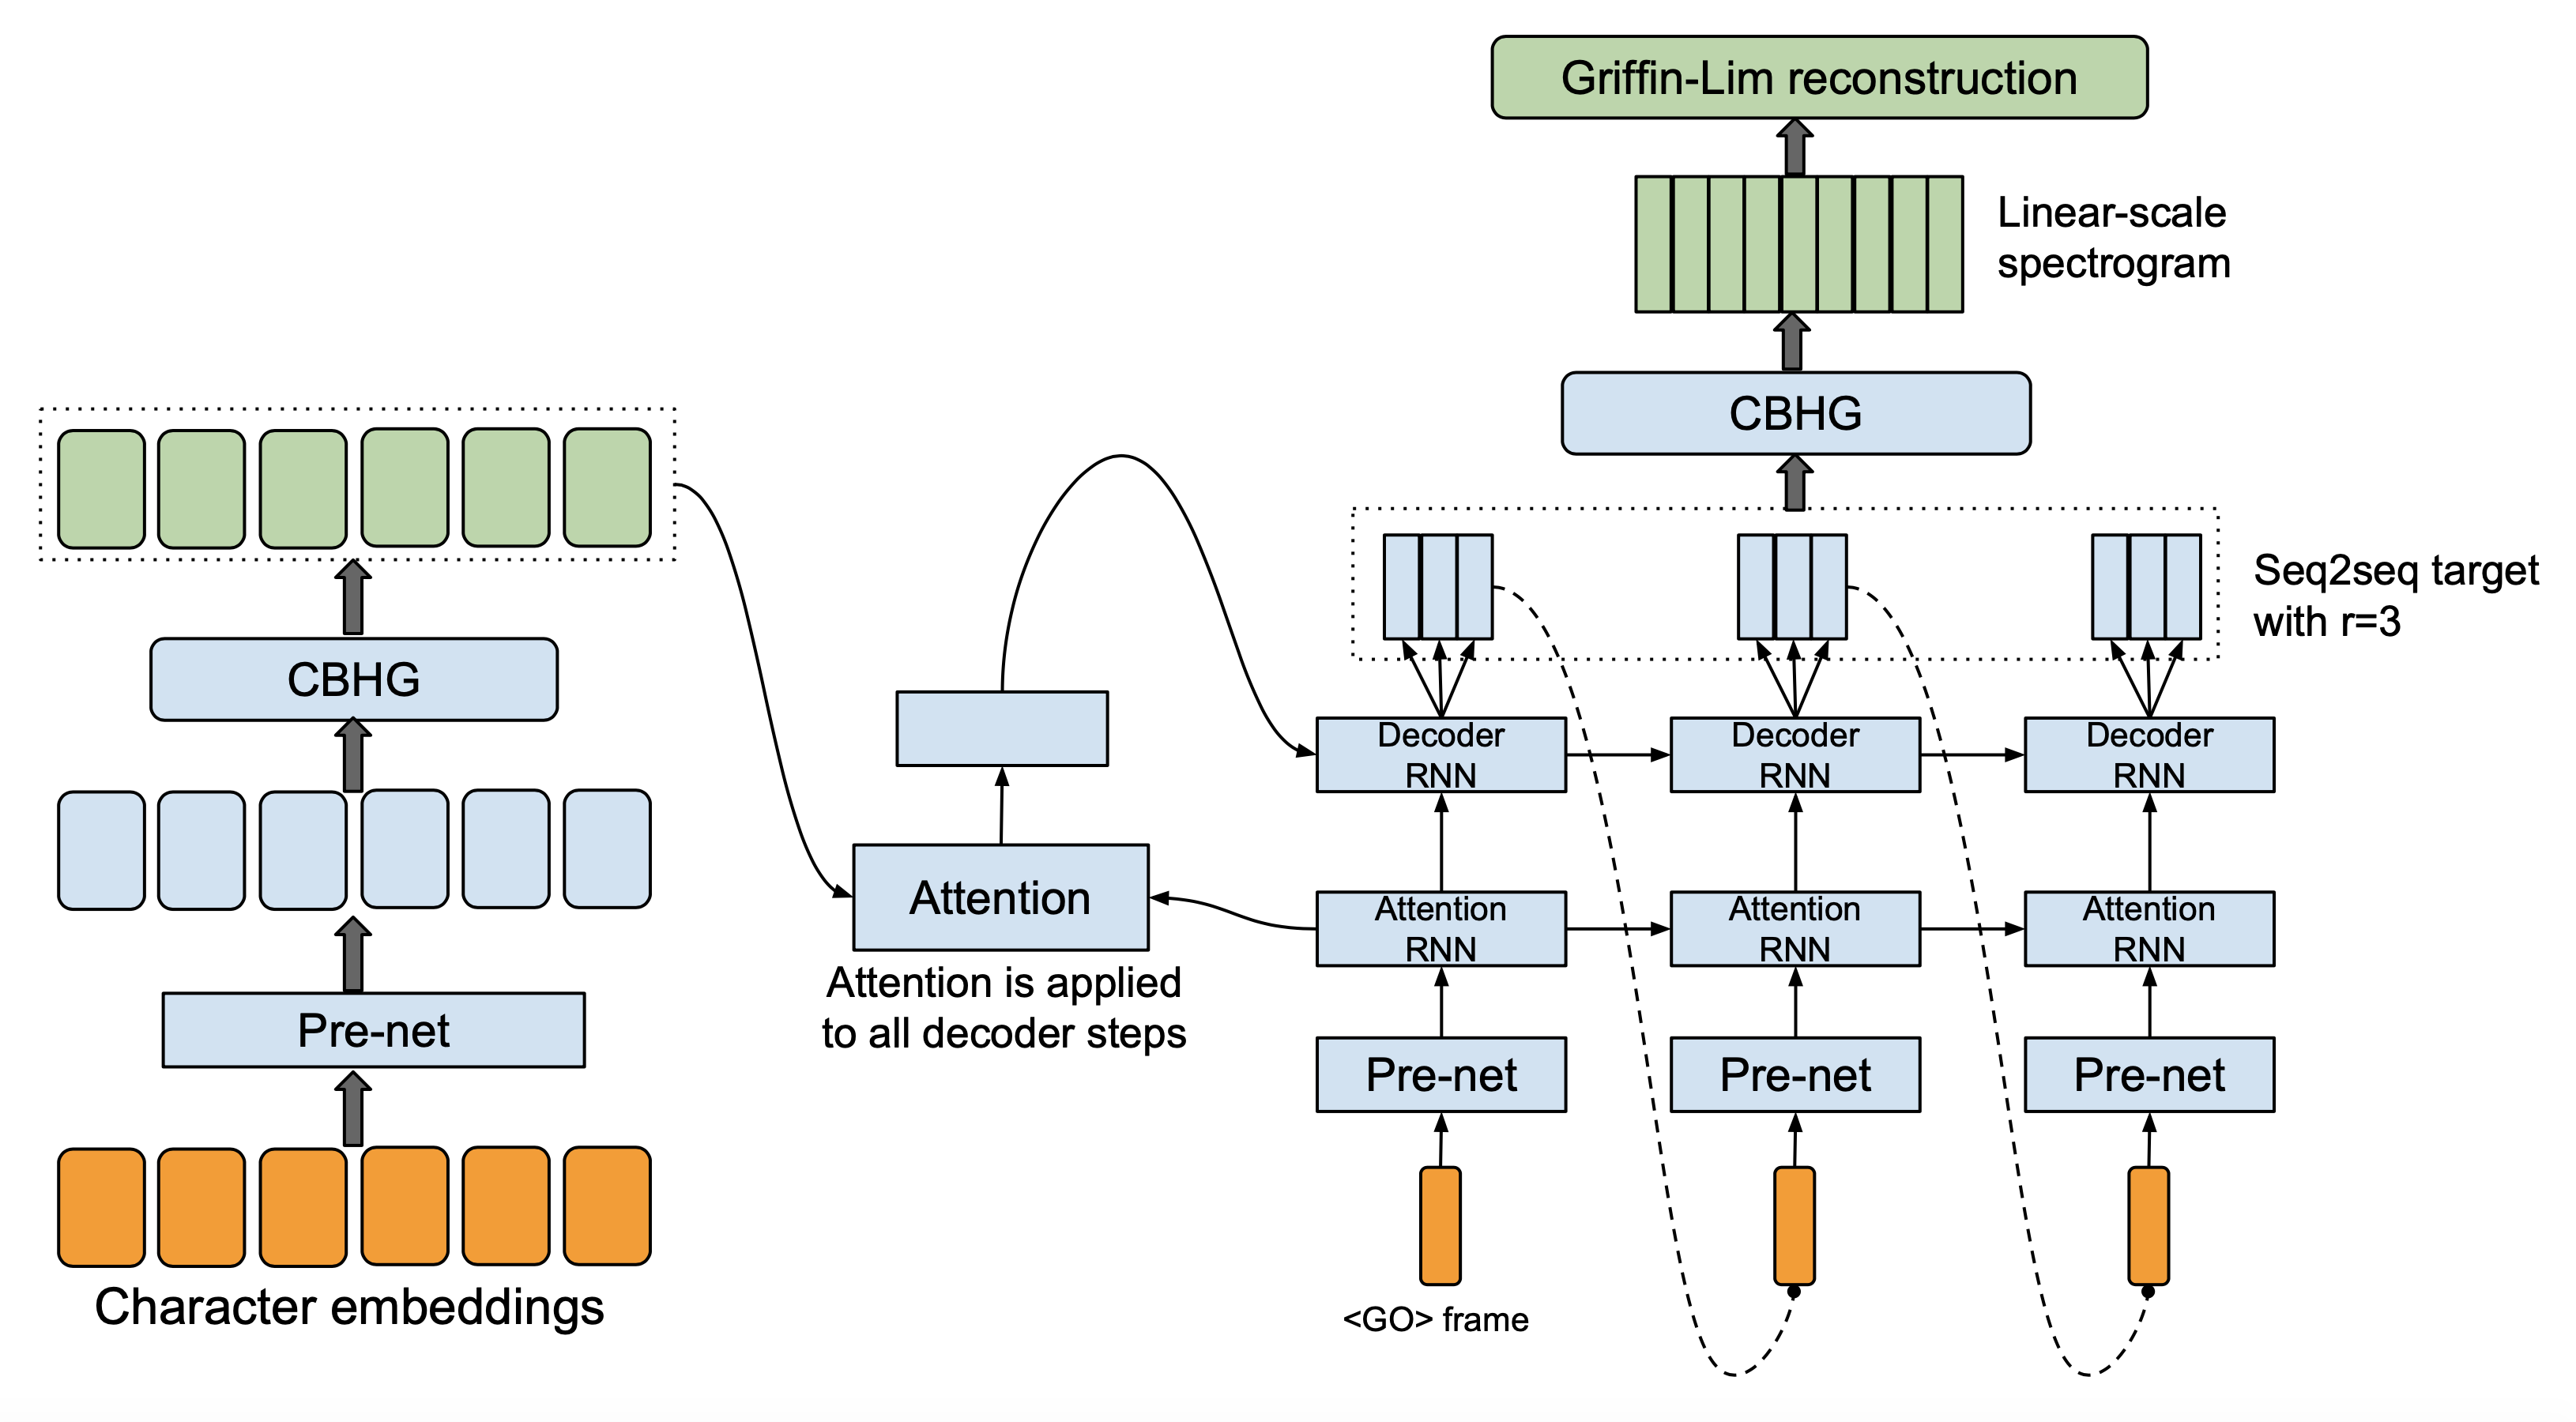 Griffin-Lim reconstruction
Linear-scale
spectrogram
CBHG
Seq2seq target
with r=3
CBHG
Decoder
RNN
Decoder
RNN
Decoder
RNN
Attention
Attention is applied
to all decoder steps
Attention
RNN
Attention
RNN
Attention
RNN
Pre-net
Pre-net
Pre-net
Pre-net
Character embeddings
<GO> frame